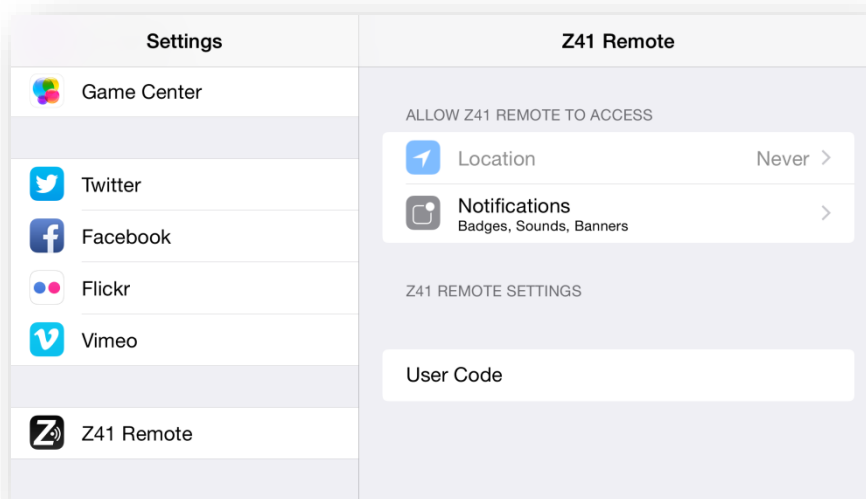 Settings
Game Center
Twitter
Facebook
Flickr
Vimeo
Z41 Remote
Z41 Remote
ALLOW Z41 REMOTE TO ACCESS
Location Never
Notifications
Badges, Sounds, Banners
Z41 REMOTE SETTINGS
User Code